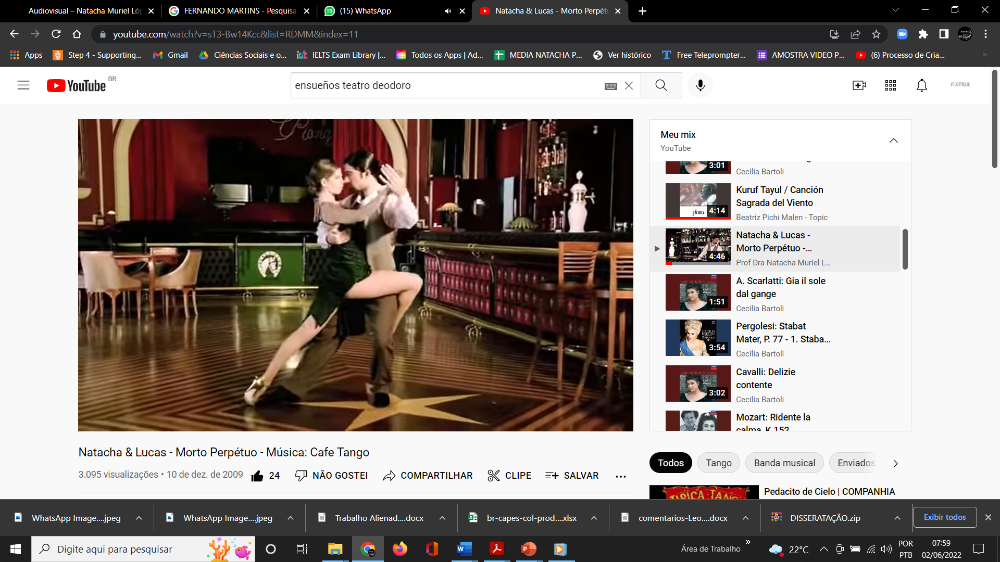 Audiovisual – Natacha Muriel Lóp
FERNANDO MARTINS - Pesquisa
(15) WhatsApp
Natacha & Lucas - Morto Perpétu
youtube.com/watch?v=sT3-Bw14Kcc&list=RDMM&index=11
Apps
Step 4 - Supporting...
Gmail
Ciências Sociais e o...
IELTS Exam Library |...
Todos os Apps | Ad...
MEDIA NATACHA P...
Ver histórico
Free Teleprompter...
AMOSTRA VIDEO P...
(6) Processo de Cria...
YouTube BR
ensueños teatro deodoro
FILOMOVE
Piano
Meu mix
YouTube
3:01
Cecilia Bartoli
Kuruf Tayul / Canción
Sagrada del Viento
plata
4:14
Beatriz Pichi Malen - Topic
Natacha & Lucas -
Morto Perpétuo -...
4:46
Prof Dra Natacha Muriel L...
A. Scarlatti: Gia il sole
dal gange
1:51
Cecilia Bartoli
Pergolesi: Stabat
Mater, P. 77 - 1. Staba...
3:54
Cecilia Bartoli
Cavalli: Delizie
contente
3:02
Cecilia Bartoli
Mozart: Ridente la
calma, K.152
Natacha & Lucas - Morto Perpétuo - Música: Cafe Tango
3.095 visualizações • 10 de dez. de 2009
24
NÃO GOSTEI
COMPARTILHAR
CLIPE
SALVAR
Todos
Tango
Banda musical
Enviados
TIPICA TANG
Pedacito de Cielo | COMPANHIA
WhatsApp Image....jpeg
WhatsApp Image....jpeg
Trabalho Alienad....docx
br-capes-col-prod....xlsx
comentarios-Leo....docx
DISSERATAÇÃO.zip
Exibir todos
Digite aqui para pesquisar
Área de Trabalho
22°C
POR
PTB
07:59
02/06/2022